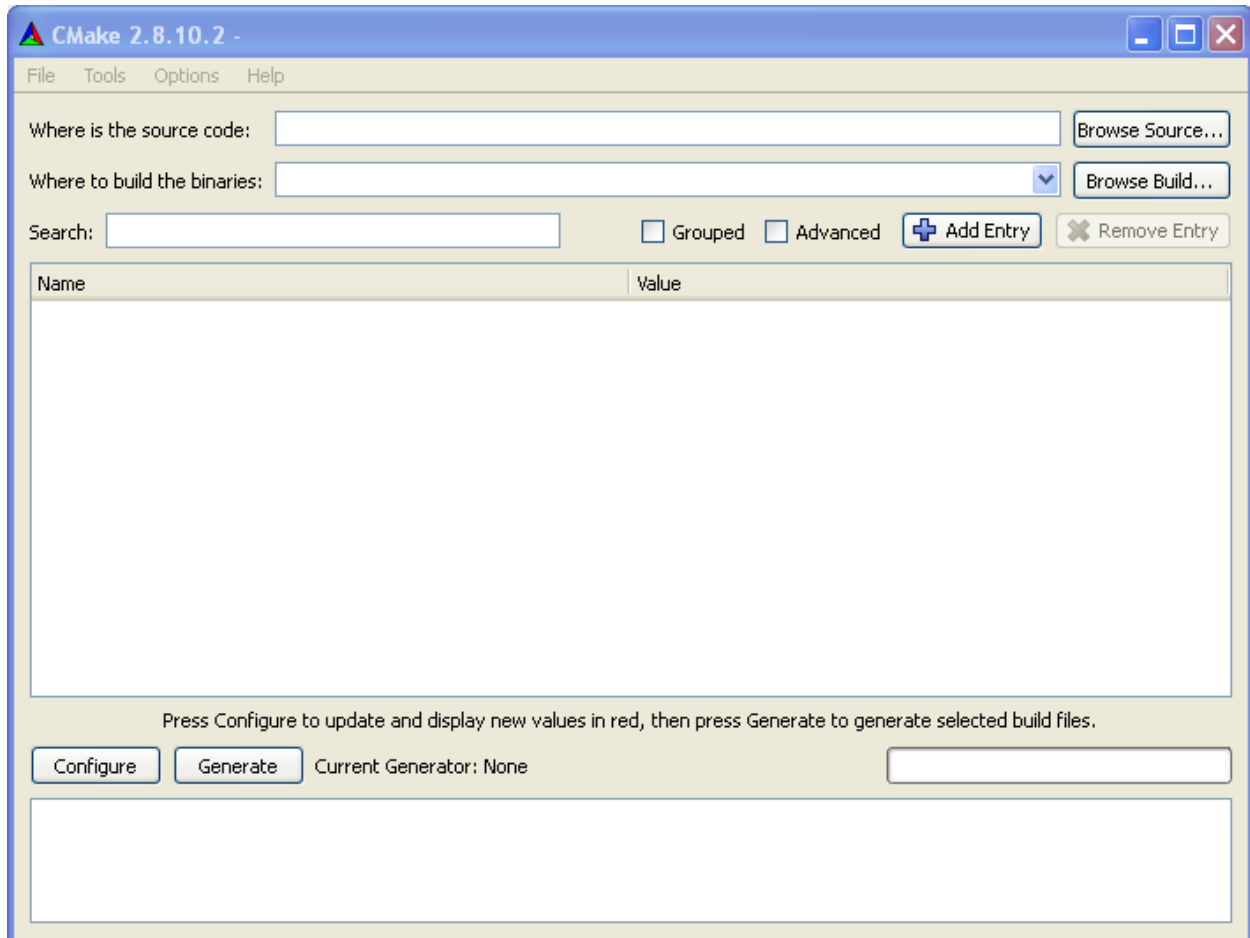 CMake 2.8.10.2 -
File Tools Options Help
Where is the source code: Browse Source...
Where to build the binaries: Browse Build...
Search: Grouped Advanced Add Entry Remove Entry
Name Value
Press Configure to update and display new values in red, then press Generate to generate selected build files.
Configure Generate Current Generator: None